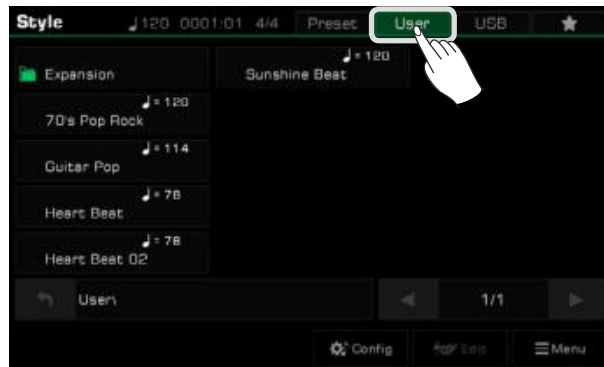 Style ♩120 0001:01 4/4 Preset User USB ★
Expansion
♩= 120
Sunshine Beat
♩= 120
70's Pop Rock
♩= 114
Guitar Pop
♩= 78
Heart Beat
♩= 78
Heart Beat 02
User\ 1/1
Config Edit Menu